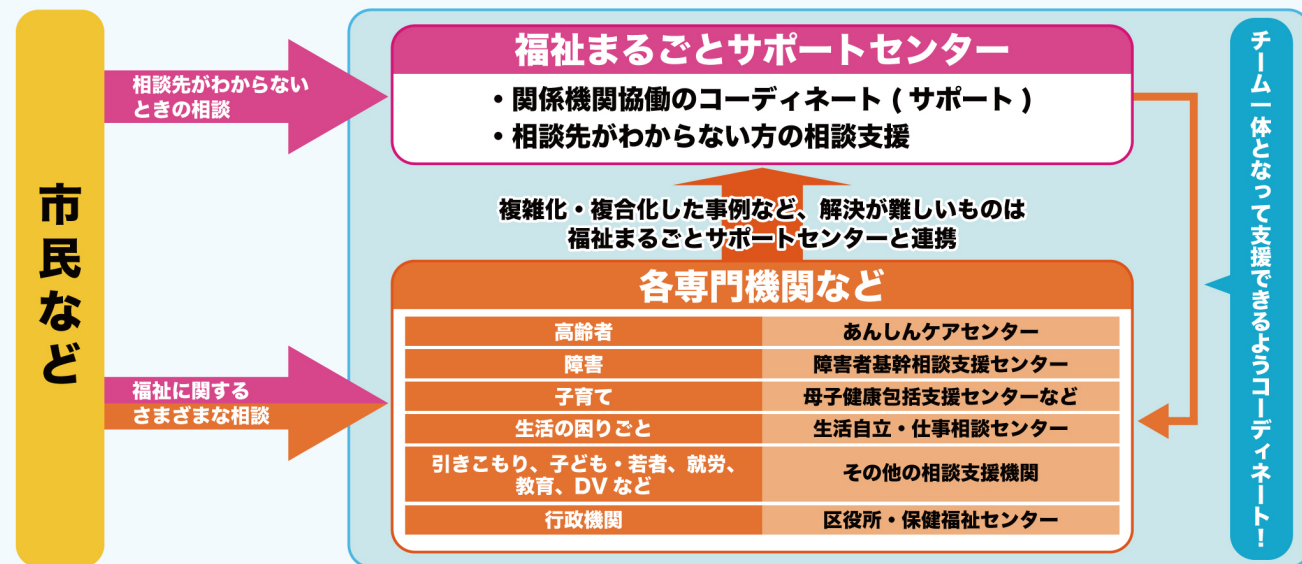 市民など
相談先がわからない
ときの相談
福祉に関する
さまざまな相談
福祉まるごとサポートセンター
・関係機関協働のコーディネート ( サポート )
・相談先がわからない方の相談支援
複雑化・複合化した事例など、解決が難しいものは
福祉まるごとサポートセンターと連携
各専門機関など
高齢者 あんしんケアセンター
障害 障害者基幹相談支援センター
子育て 母子健康包括支援センターなど
生活の困りごと 生活自立・仕事相談センター
引きこもり、子ども・若者、就労、
教育、DV など
その他の相談支援機関
行政機関 区役所・保健福祉センター
チーム一体となって支援できるようコーディネート！